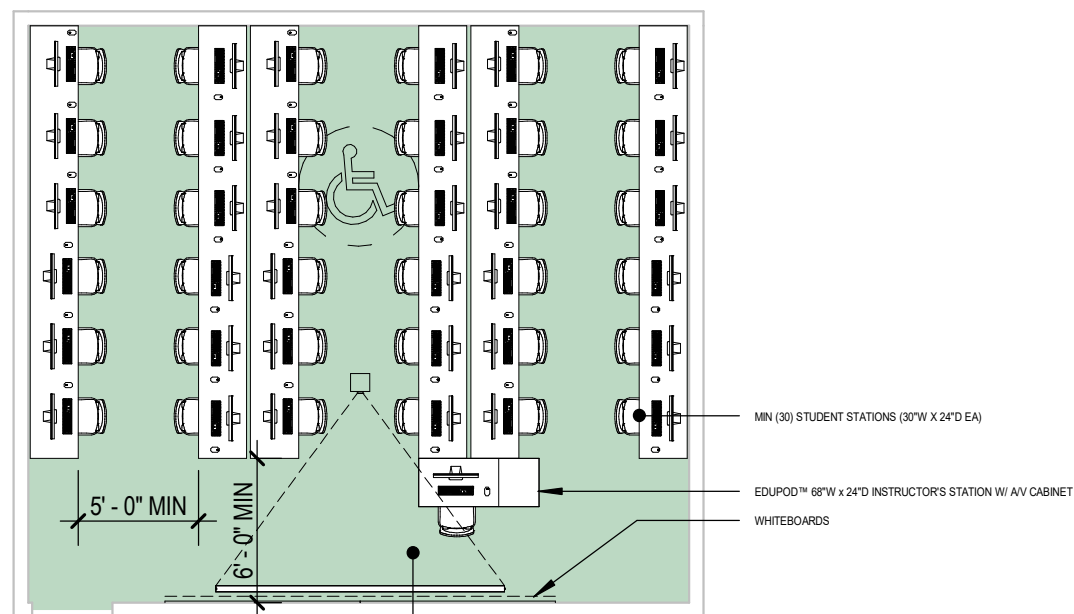 MIN (30) STUDENT STATIONS (30"W X 24"D EA)
EDUPOD™ 68"W x 24"D INSTRUCTOR'S STATION W/ A/V CABINET
5' - 0" MIN
6' - 0" MIN
WHITEBOARDS